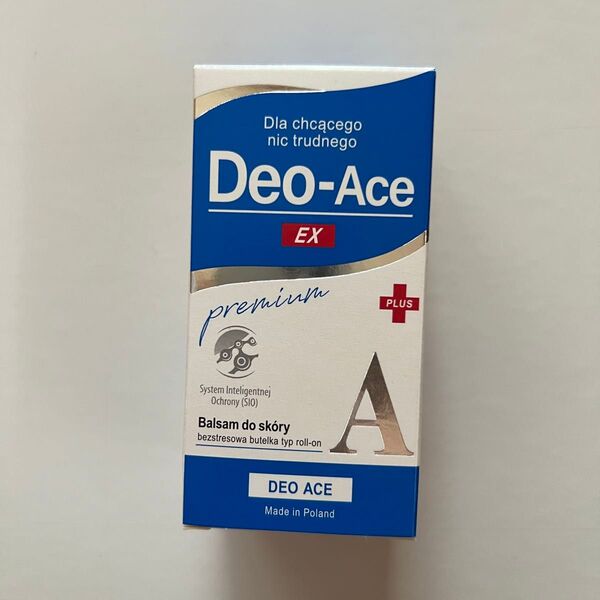 Dla chcącego
nic trudnego
Deo-Ace
EX
premium
PLUS
System Inteligentnej
Ochrony (SIO)
Balsam do skóry
bezstresowa butelka typ roll-on
A
DEO ACE
Made in Poland